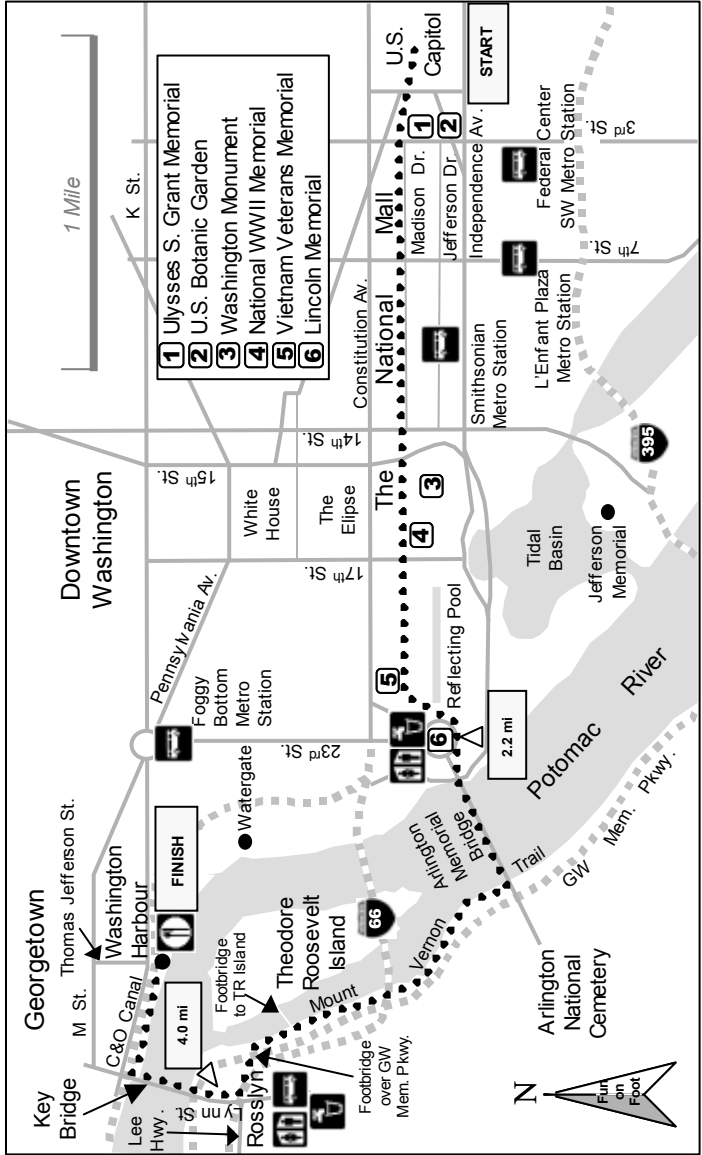 1 Mile
K St.
1 Ulysses S. Grant Memorial
2 U.S. Botanic Garden
3 Washington Monument
4 National WWII Memorial
5 Vietnam Veterans Memorial
6 Lincoln Memorial
Downtown
Washington
15th St.
14th St.
White
House
The
Elipse
17th St.
Pennsylvania Av.
Foggy
Bottom
Metro
Station
23rd St.
Watergate
Georgetown
Thomas Jefferson St.
Washington
Harbour
FINISH
M St.
C&O Canal
Key
Bridge
4.0 mi
Lee
Hwy.
Lynn St.
Rosslyn
Footbridge
to TR Island
Theodore
Roosevelt
Island
66
Footbridge
over GW
Mem. Pkwy.
Mount
Vernon
Trail
Arlington
Memorial
Bridge
Arlington
National
Cemetery
GW
Mem.
Pkwy.
Potomac
River
2.2 mi
6
5
Reflecting Pool
4
3
The
National
Mall
Constitution Av.
Madison Dr.
Jefferson Dr
Independence Av.
1
2
U.S.
Capitol
START
3rd St.
7th St.
Federal Center
SW Metro Station
L'Enfant Plaza
Metro Station
Smithsonian
Metro Station
395
Tidal
Basin
Jefferson
Memorial
N
Fun
on
Foot